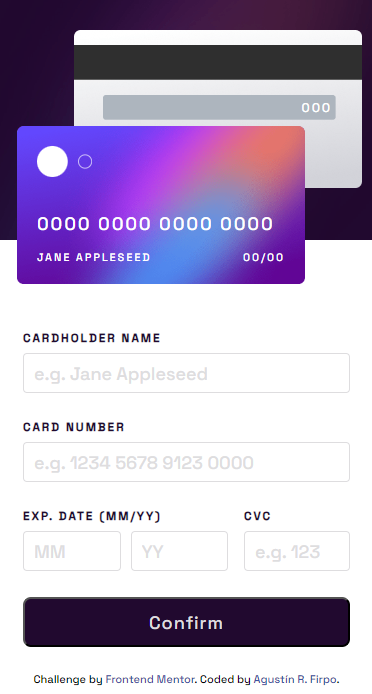 000
0000 0000 0000 0000
JANE APPLESEED 00/00
CARDHOLDER NAME
e.g. Jane Appleseed
CARD NUMBER
e.g. 1234 5678 9123 0000
EXP. DATE (MM/YY) CVC
MM YY e.g. 123
Confirm
Challenge by Frontend Mentor. Coded by Agustín R. Firpo.